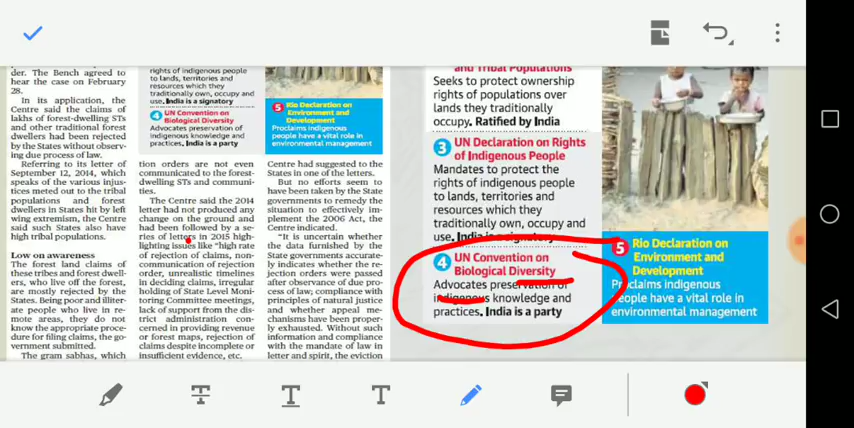 der. The Bench agreed to
hear the case on February
28.
In its application, the
Centre said the claims of
lakhs of forest-dwelling STs
and other traditional forest
dwellers had been rejected
by the States without observ-
ing due process of law.
Referring to its letter of
September 12, 2014, which
speaks of the various injus-
tices meted out to the tribal
populations and forest
dwellers in States hit by left
wing extremism, the Centre
said such States also have
high tribal populations.
Low on awareness
The forest land claims of
these tribes and forest dwell-
ers, who live off the forest,
are mostly rejected by the
States. Being poor and illiter-
ate people who live in re-
mote areas, they do not
know the appropriate proce-
dure for filing claims, the go-
vernment submitted.
The gram sabhas, which
rights of indigenous people
to lands, territories and
resources which they
traditionally own, occupy and
use. India is a signatory
4 UN Convention on
Biological Diversity
Advocates preservation of
indigenous knowledge and
practices. India is a party
5 Rio Declaration on
Environment and
Development
Proclaims indigenous
people have a vital role in
environmental management
tion orders are not even
communicated to the forest-
dwelling STs and communi-
ties.
The Centre said the 2014
letter had not produced any
change on the ground and
had been followed by a se-
ries of letters in 2015 high-
lighting issues like "high rate
of rejection of claims, non-
communication of rejection
order, unrealistic timelines
in deciding claims, irregular
holding of State Level Moni-
toring Committee meetings,
lack of support from the dis-
trict administration con-
cerned in providing revenue
or forest maps, rejection of
claims despite incomplete or
insufficient evidence, etc.
Centre had suggested to the
States in one of the letters.
But no efforts seem to
have been taken by the State
governments to remedy the
situation to effectively im-
plement the 2006 Act, the
Centre indicated.
"It is uncertain whether
the data furnished by the
State governments accurate-
ly indicates whether the re-
jection orders were passed
after observance of due pro-
cess of law; compliance with
principles of natural justice
and whether appeal me-
chanisms have been proper-
ly exhausted. Without such
information and compliance
with the mandate of law in
letter and spirit, the eviction
and Tribal Populations
Seeks to protect ownership
rights of populations over
lands they traditionally
occupy. Ratified by India
3 UN Declaration on Rights
of Indigenous People
Mandates to protect the
rights of indigenous people
to lands, territories and
resources which they
traditionally own, occupy and
use. India is a signatory
4 UN Convention on
Biological Diversity
Advocates preservation of
indigenous knowledge and
practices. India is a party
5 Rio Declaration on
Environment and
Development
Proclaims indigenous
people have a vital role in
environmental management
T
T
T